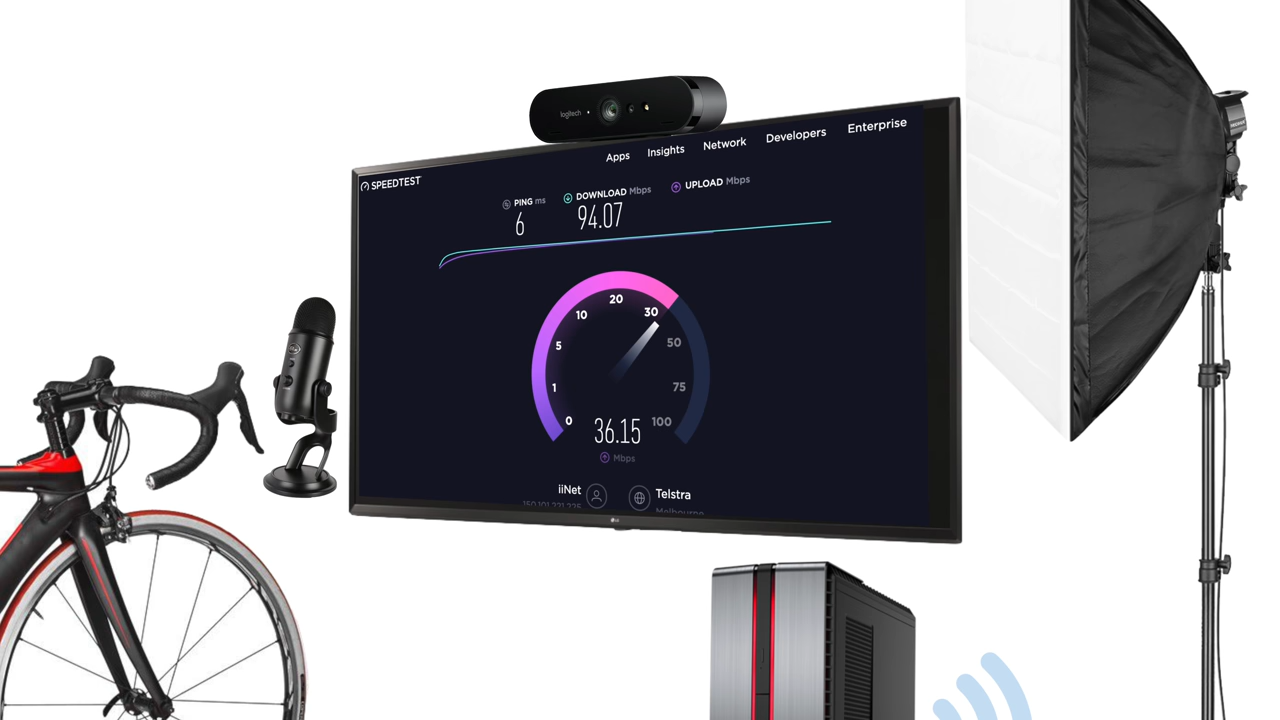 logitech
Apps Insights Network Developers Enterprise
SPEEDTEST
PING ms DOWNLOAD Mbps UPLOAD Mbps
6 94.07
0 1 5 10 20 30 50 75 100
36.15
Mbps
iiNet Telstra
Melbourne
LG